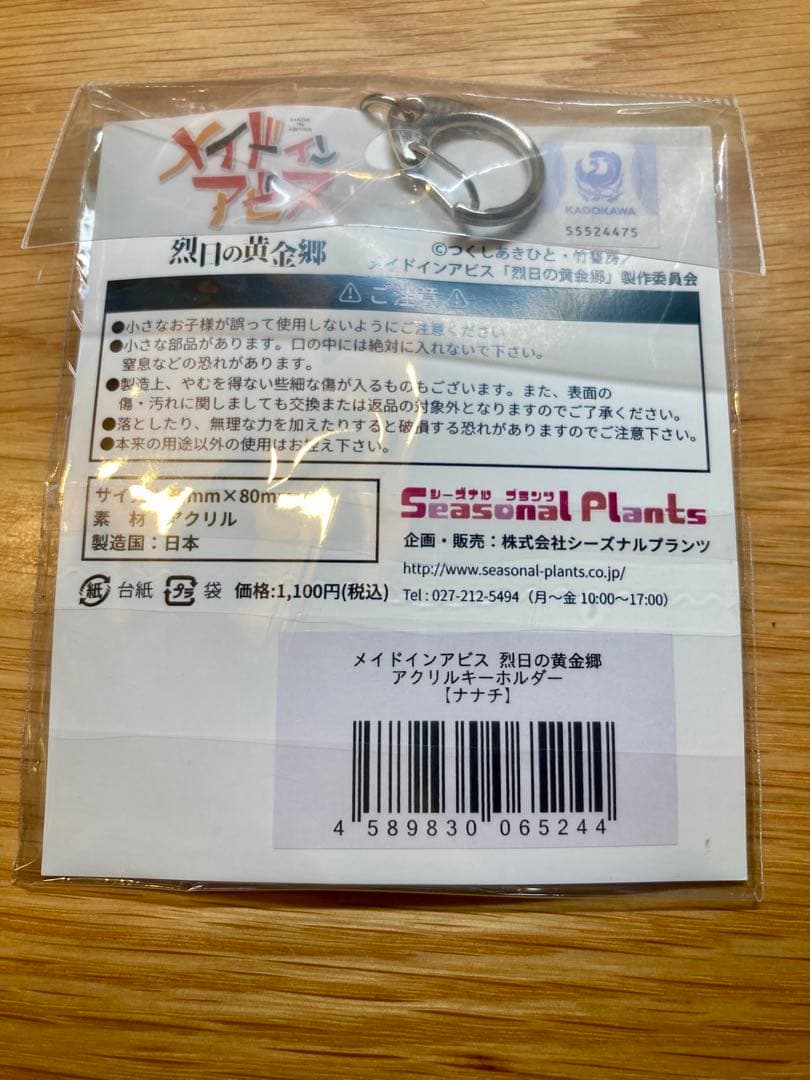 メイドインアビス
烈日の黄金郷
KADOKAWA
55524475
©つくしあきひと・竹書房/
メイドインアビス「烈日の黄金郷」製作委員会
ご注意
●小さなお子様が誤って使用しないようにご注意ください
●小さな部品があります。口の中には絶対に入れないで下さい。
窒息などの恐れがあります。
●製造上、やむを得ない些細な傷が入るものもございます。また、表面の
傷・汚れに関しましても交換または返品の対象外となりますのでご了承ください。
●落としたり、無理な力を加えたりすると破損する恐れがありますのでご注意下さい。
●本来の用途以外の使用はお控え下さい。
サイ mm×80mm
素 材 アクリル
製造国：日本
紙 台紙 プラ 袋 価格:1,100円(税込)
シーズナル プランツ
Seasonal Plants
企画・販売：株式会社シーズナルプランツ
http://www.seasonal-plants.co.jp/
Tel : 027-212-5494（月～金 10:00～17:00）
メイドインアビス 烈日の黄金郷
アクリルキーホルダー
【ナナチ】
4 589830 065244